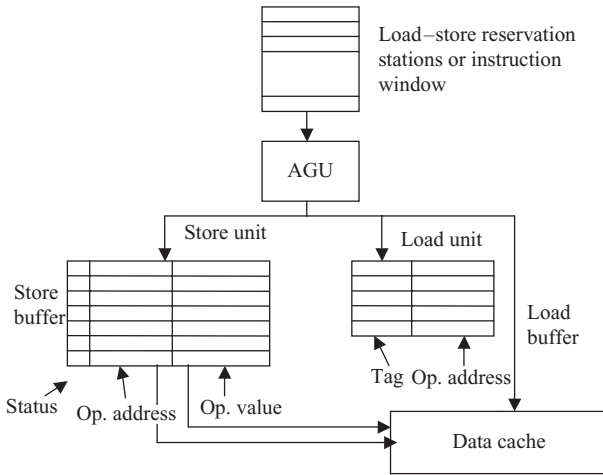 Load–store reservation
stations or instruction
window
AGU
Store unit
Load unit
Store
buffer
Load
buffer
Tag
Op. address
Status
Op. address
Op. value
Data cache